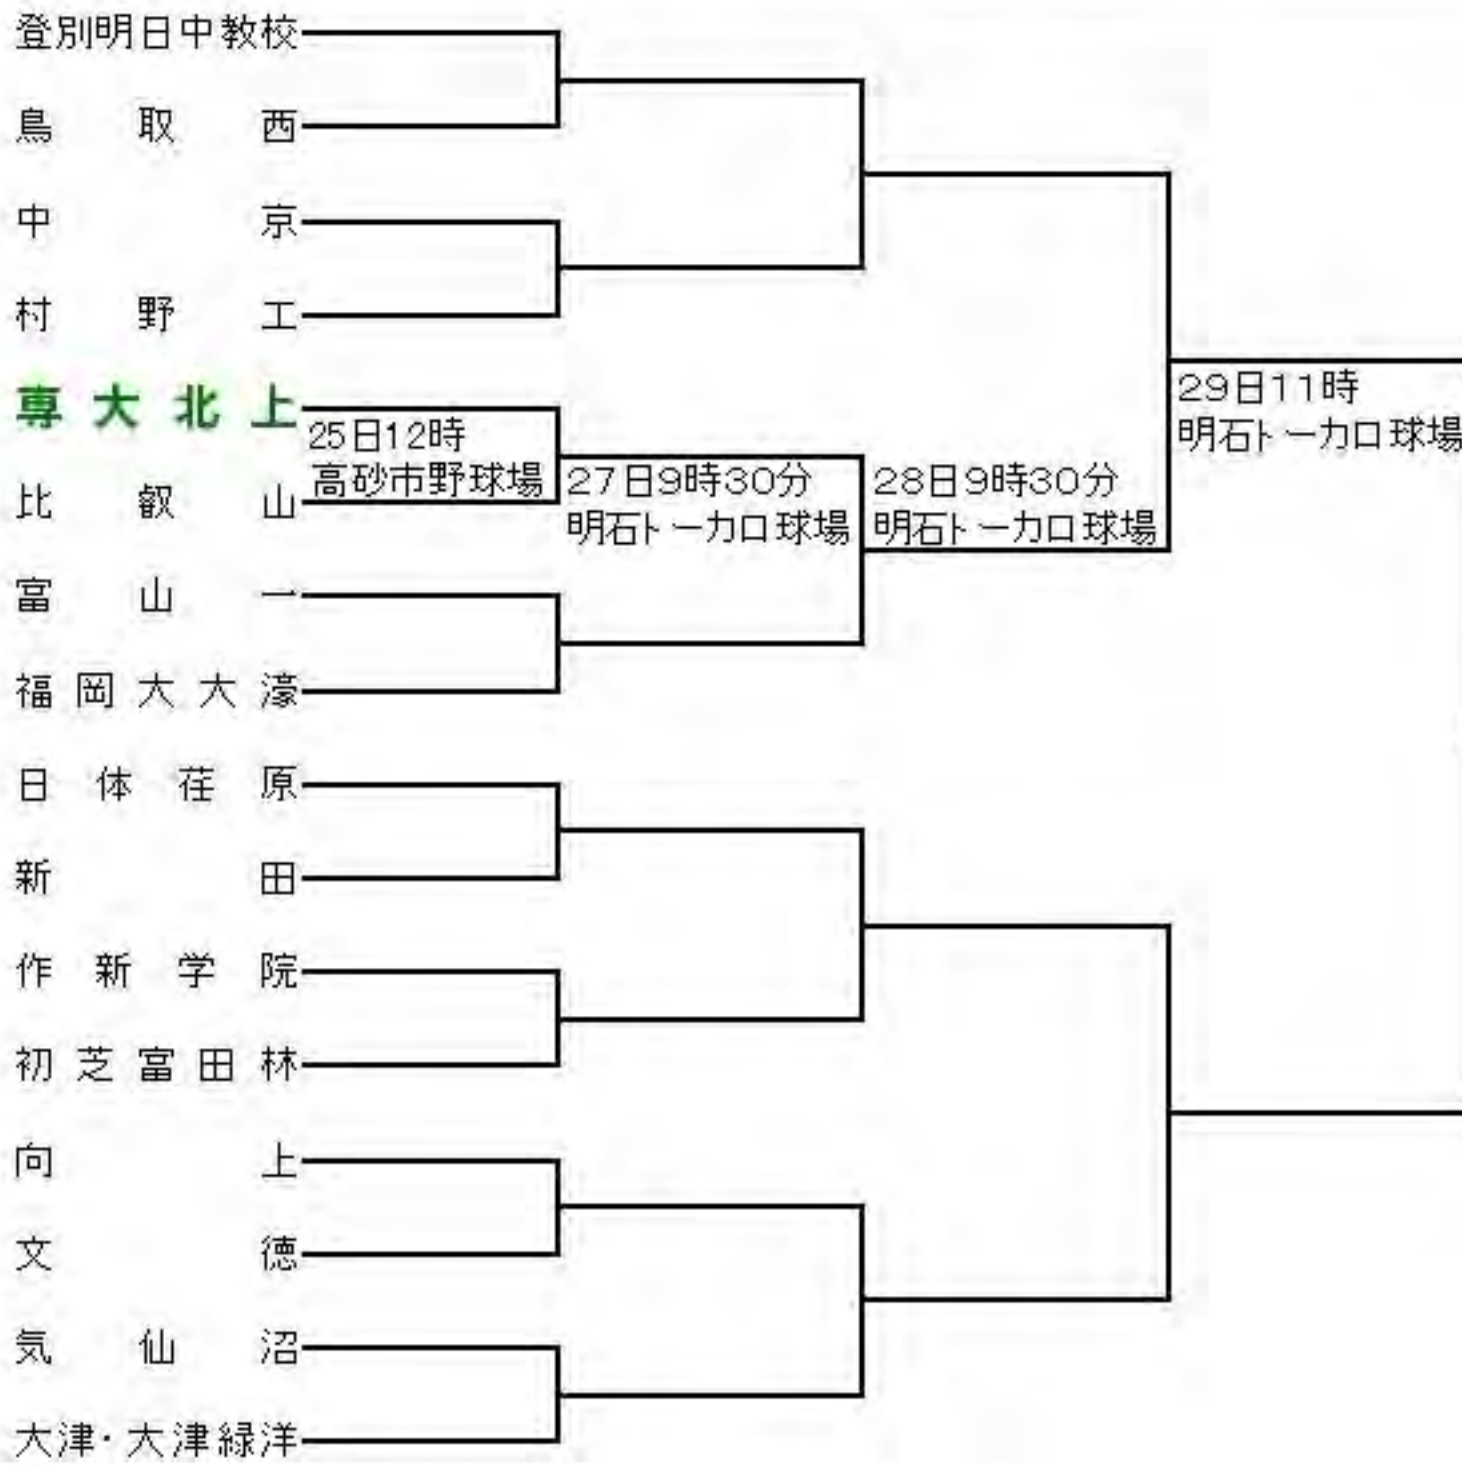 登別明日中教校
鳥取西
中京
村野工
専大北上
25日12時
高砂市野球場
比叡山
27日9時30分
明石トーカロ球場
28日9時30分
明石トーカロ球場
29日11時
明石トーカロ球場
富山一
福岡大大濠
日体荏原
新田
作新学院
初芝富田林
向上
文徳
気仙沼
大津・大津緑洋